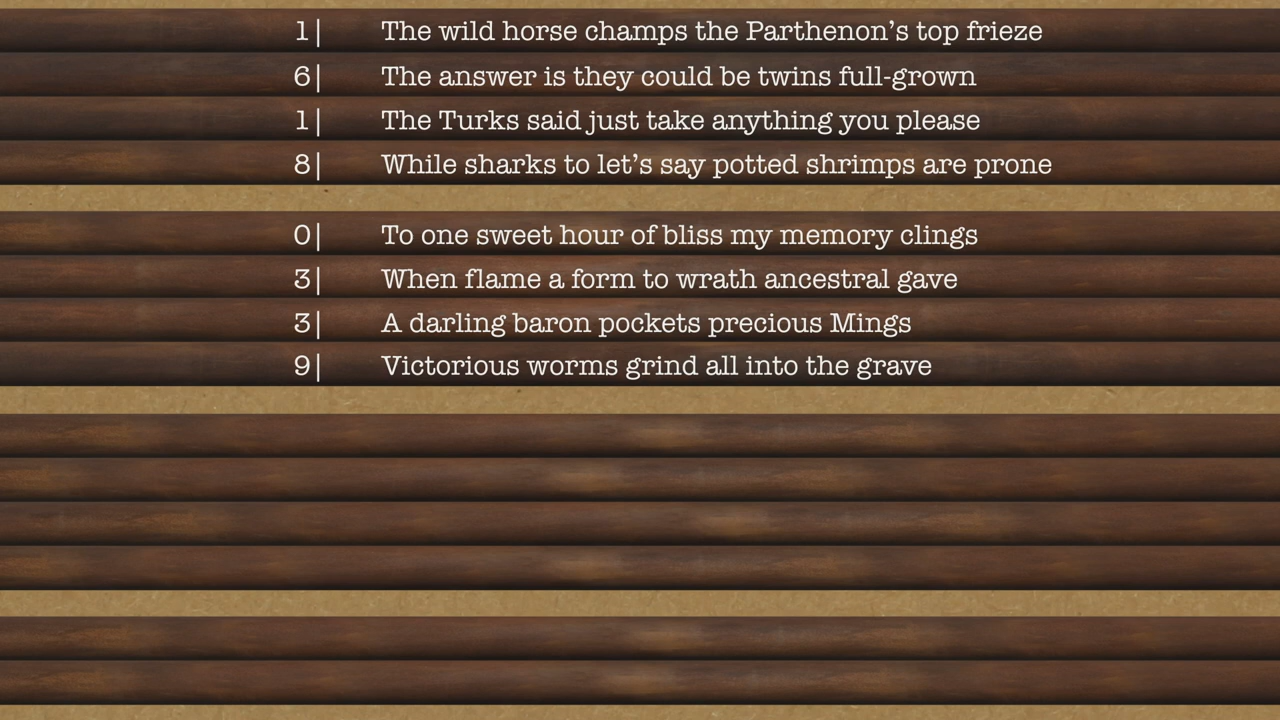 1| The wild horse champs the Parthenon’s top frieze
6| The answer is they could be twins full-grown
1| The Turks said just take anything you please
8| While sharks to let’s say potted shrimps are prone
0| To one sweet hour of bliss my memory clings
3| When flame a form to wrath ancestral gave
3| A darling baron pockets precious Mings
9| Victorious worms grind all into the grave